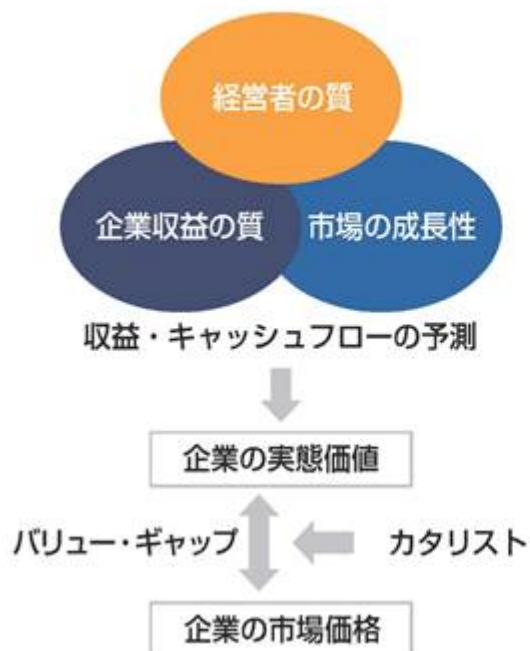 経営者の質
企業収益の質
市場の成長性
収益・キャッシュフローの予測
企業の実態価値
バリュー・ギャップ
カタリスト
企業の市場価格